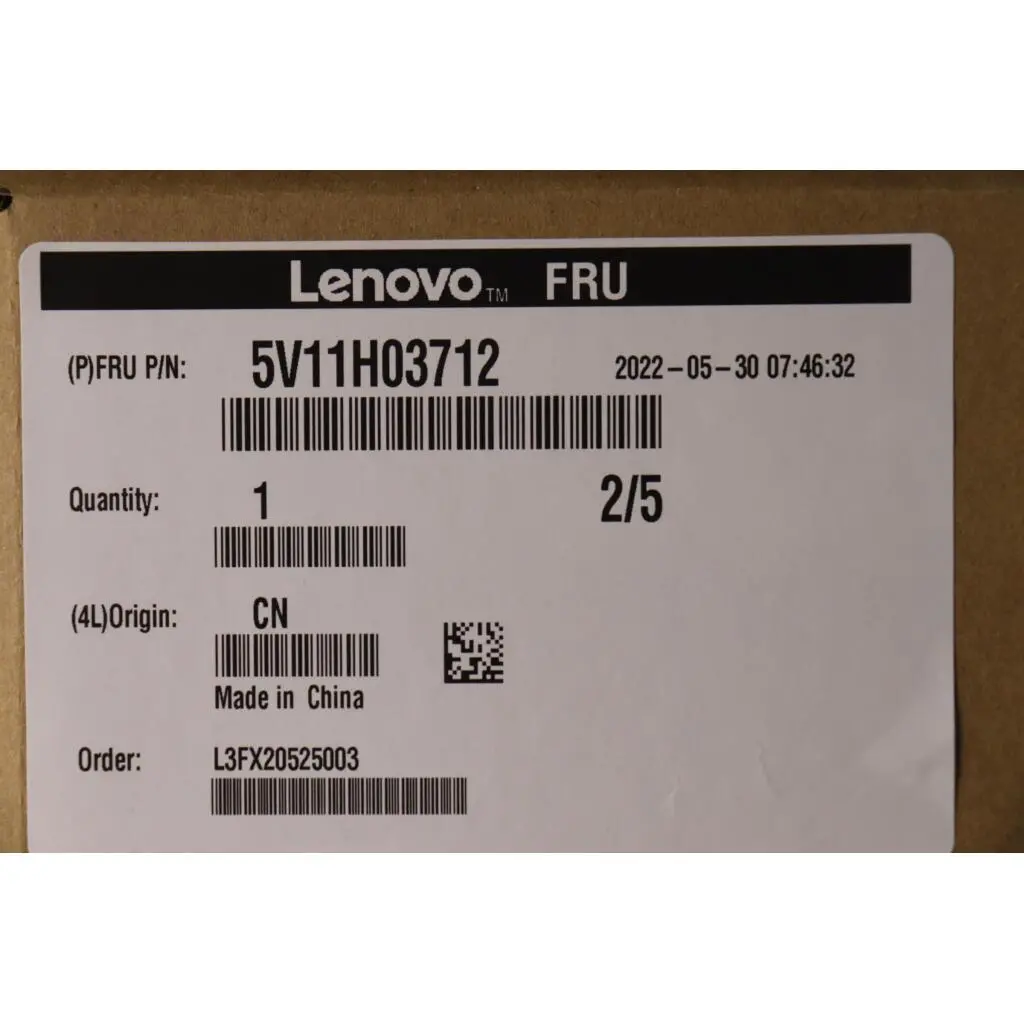 Lenovo™ FRU
(P)FRU P/N: 5V11H03712 2022-05-30 07:46:32
Quantity: 1 2/5
(4L)Origin: CN
Made in China
Order: L3FX20525003